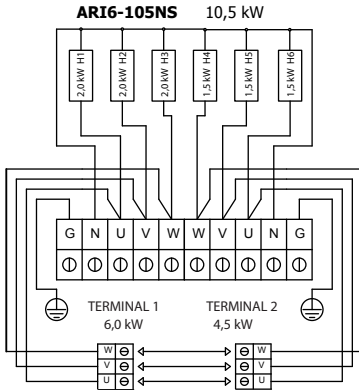 ARI6-105NS 10,5 kW
2,0 kW H1
2,0 kW H2
2,0 kW H3
1,5 kW H4
1,5 kW H5
1,5 kW H6
G N U V W W V U N G
TERMINAL 1 TERMINAL 2
6,0 kW 4,5 kW
W W
V V
U U